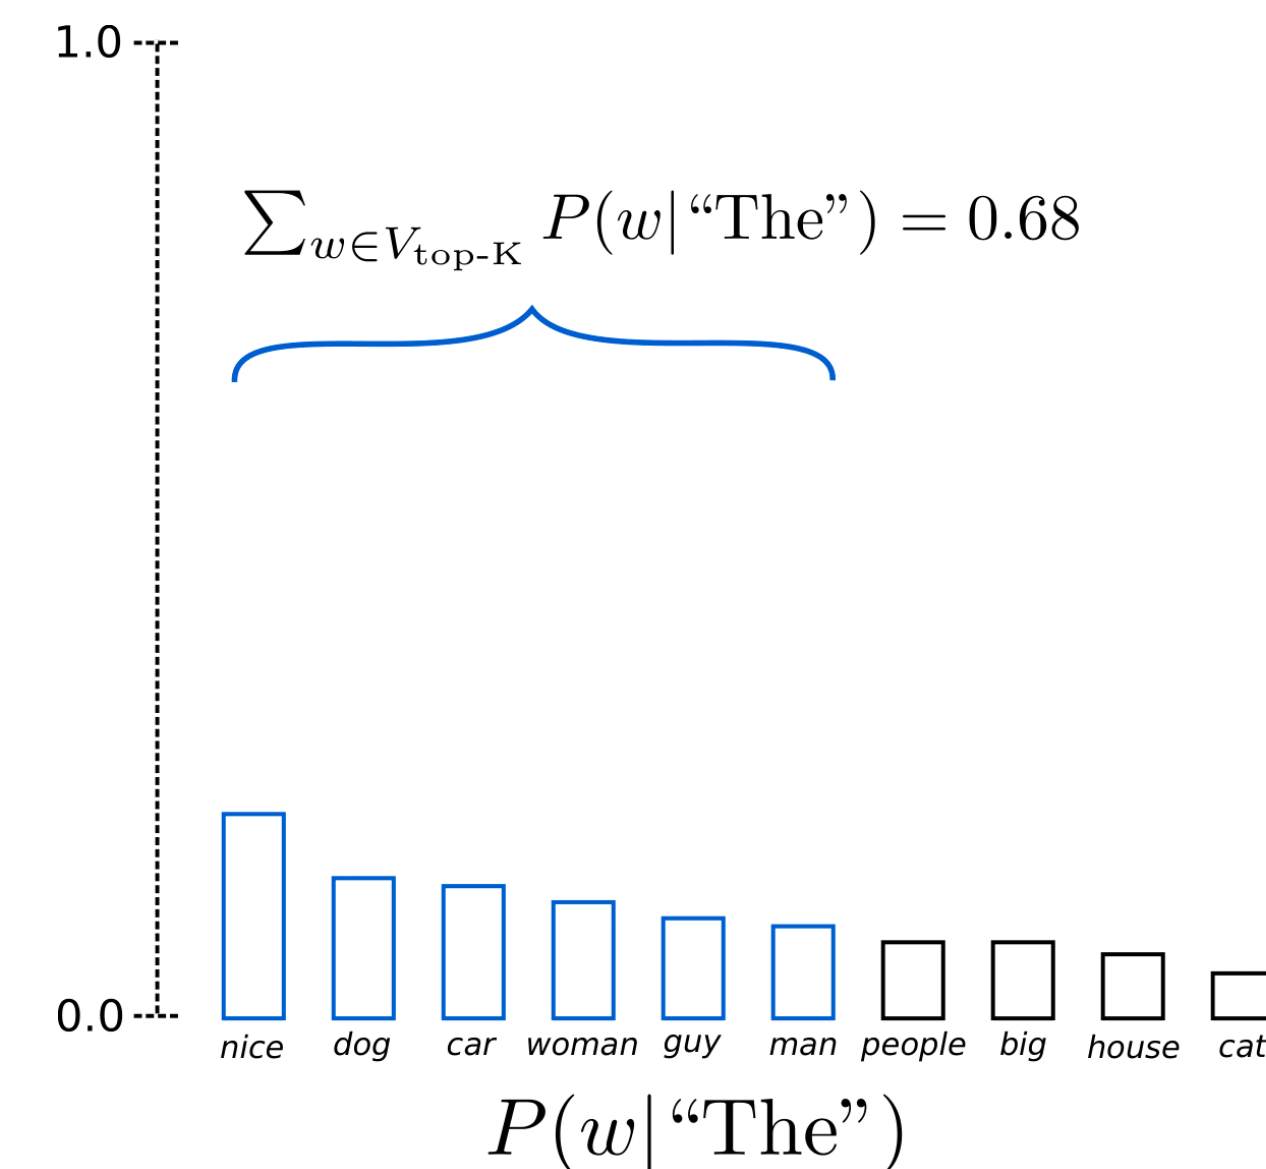 1.0
∑w∈Vtop-K P(w|“The”) = 0.68
0.0
nice dog car woman guy man people big house cat
P(w|“The”)